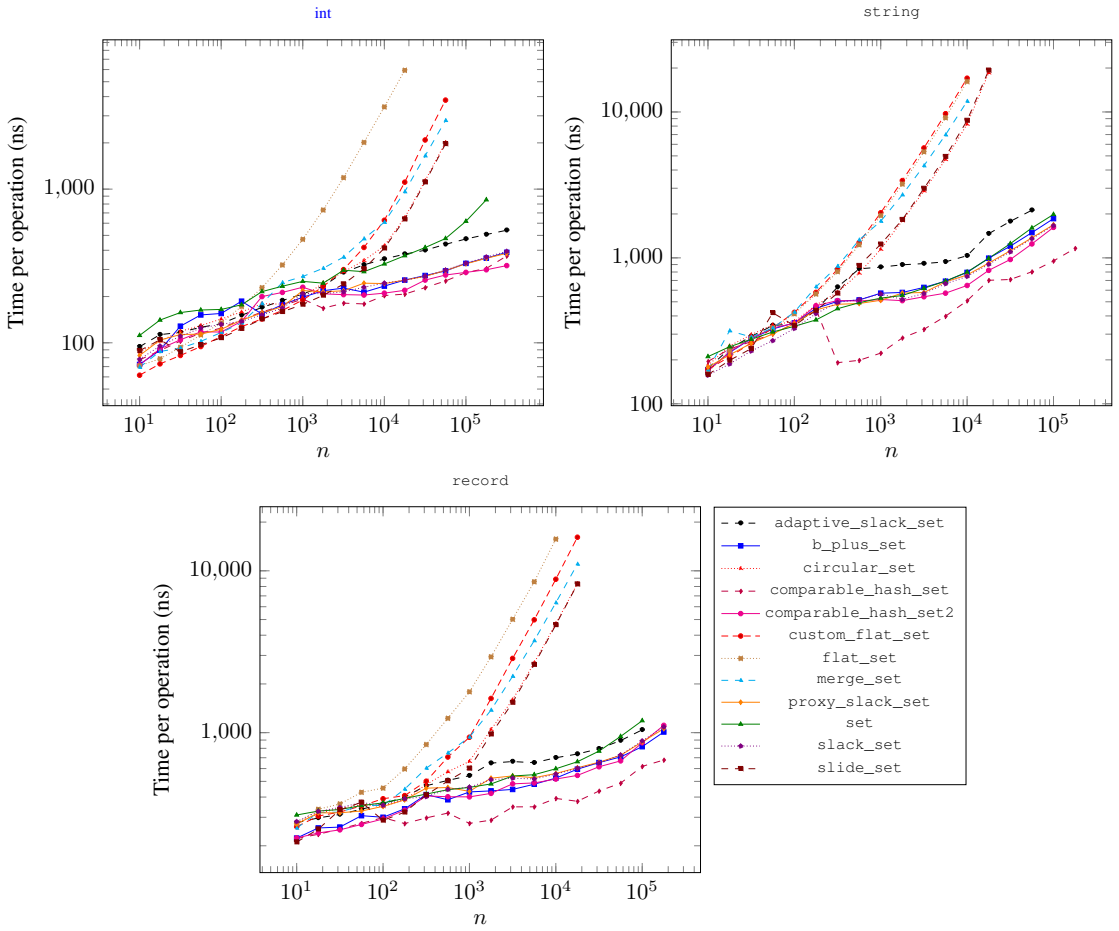 int
Time per operation (ns)
1,000
100
10^1
10^2
10^3
10^4
10^5
n
string
Time per operation (ns)
10,000
1,000
100
10^1
10^2
10^3
10^4
10^5
n
record
Time per operation (ns)
10,000
1,000
10^1
10^2
10^3
10^4
10^5
n
adaptive_slack_set
b_plus_set
circular_set
comparable_hash_set
comparable_hash_set2
custom_flat_set
flat_set
merge_set
proxy_slack_set
set
slack_set
slide_set